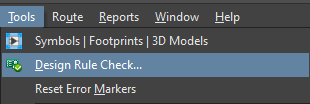 Tools Route Reports Window Help
Symbols | Footprints | 3D Models
Design Rule Check...
Reset Error Markers